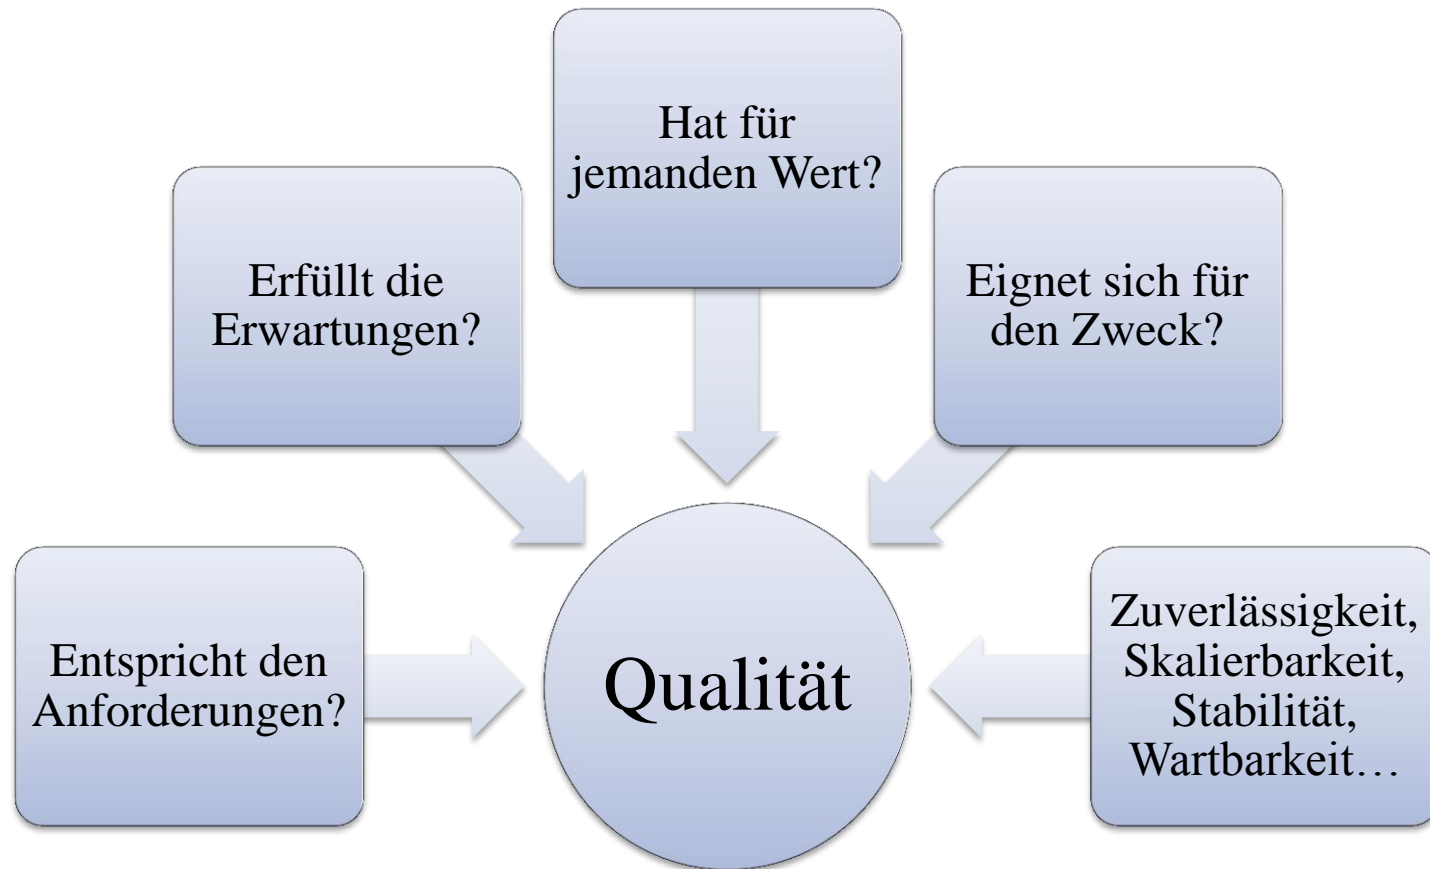 Hat für
jemanden Wert?
Erfüllt die
Erwartungen?
Eignet sich für
den Zweck?
Entspricht den
Anforderungen?
Qualität
Zuverlässigkeit,
Skalierbarkeit,
Stabilität,
Wartbarkeit…